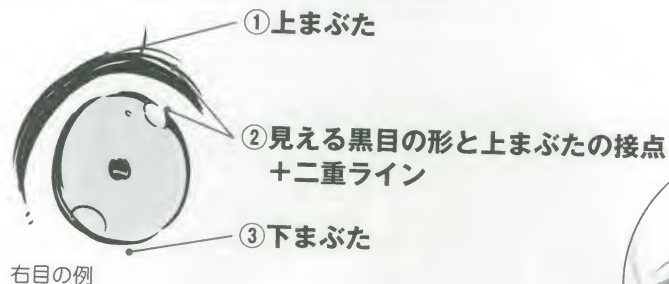 ①上まぶた
②見える黒目の形と上まぶたの接点
＋二重ライン
③下まぶた
右目の例